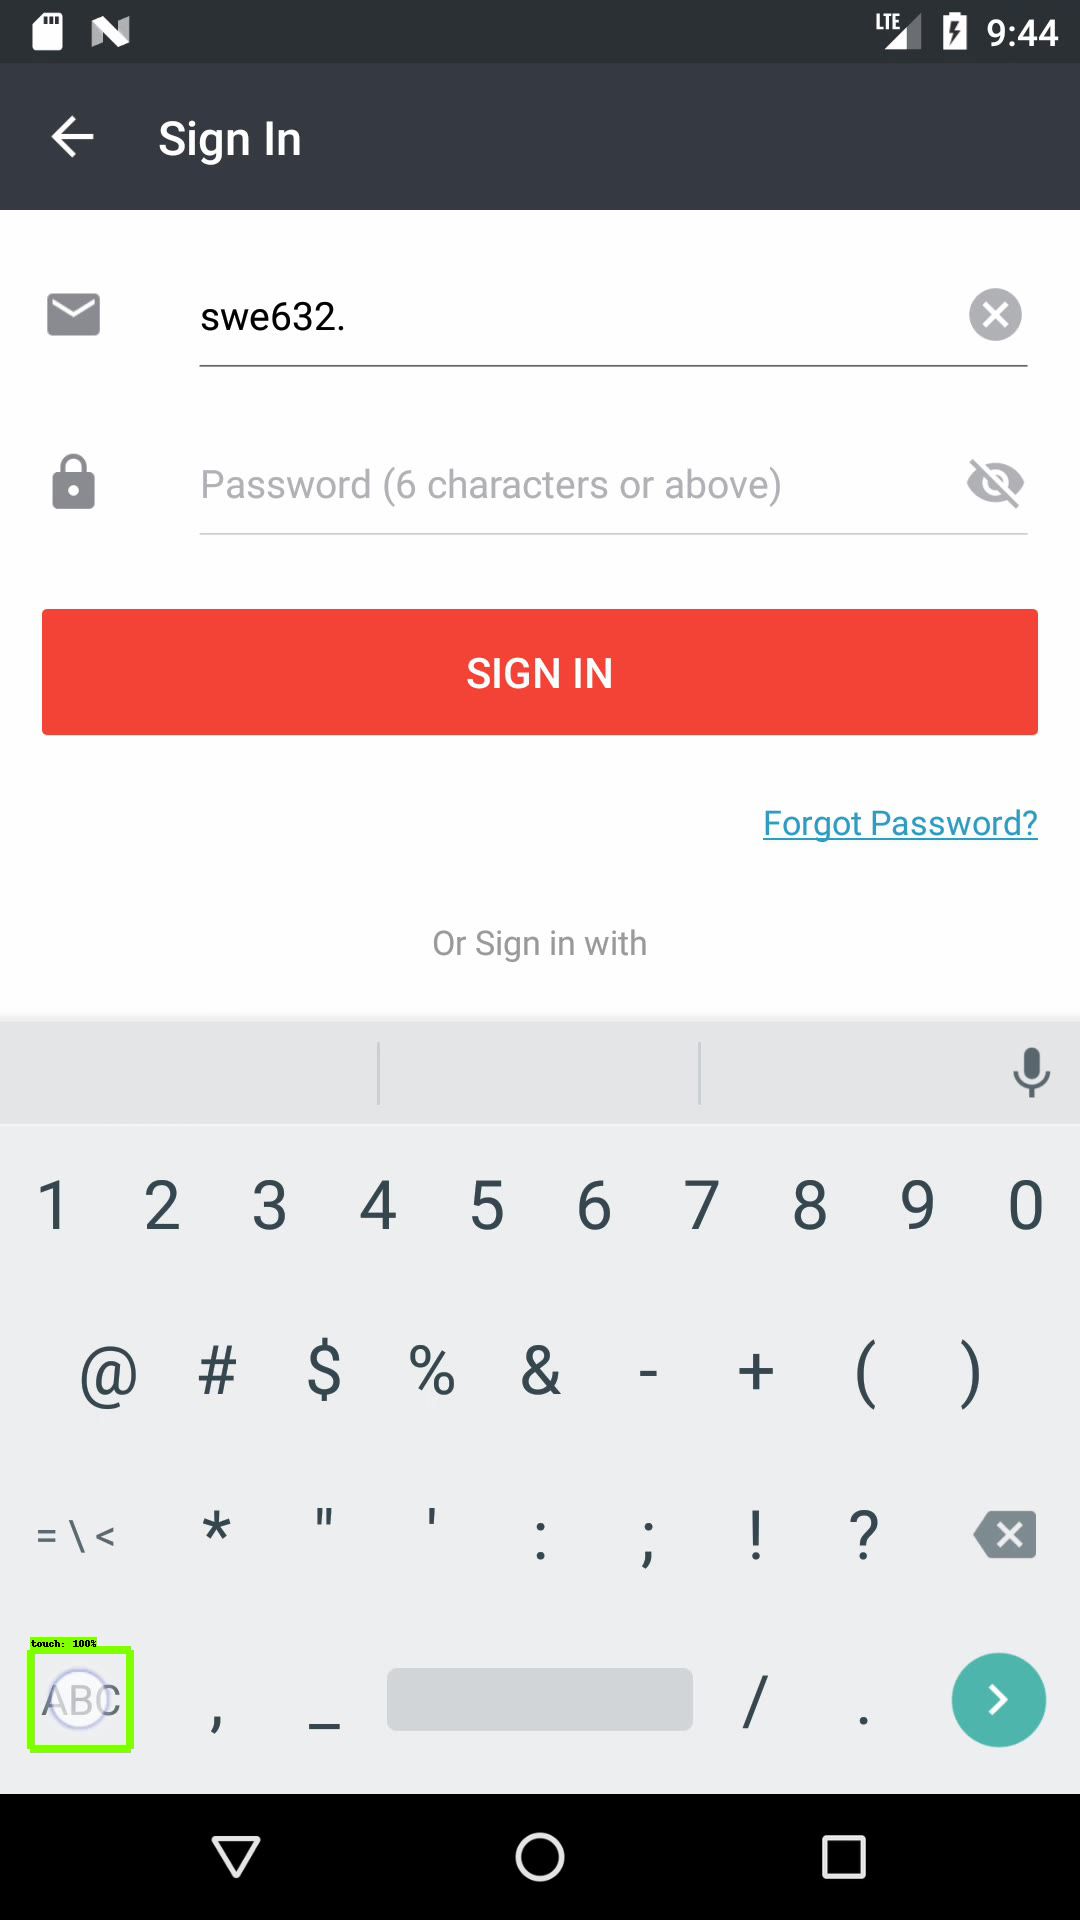 LTE 9:44
Sign In
swe632.
Password (6 characters or above)
SIGN IN
Forgot Password?
Or Sign in with
1 2 3 4 5 6 7 8 9 0
@ # $ % & - + ( )
= \ < * " ' : ; ! ?
touch: 100%
ABC , _ / .